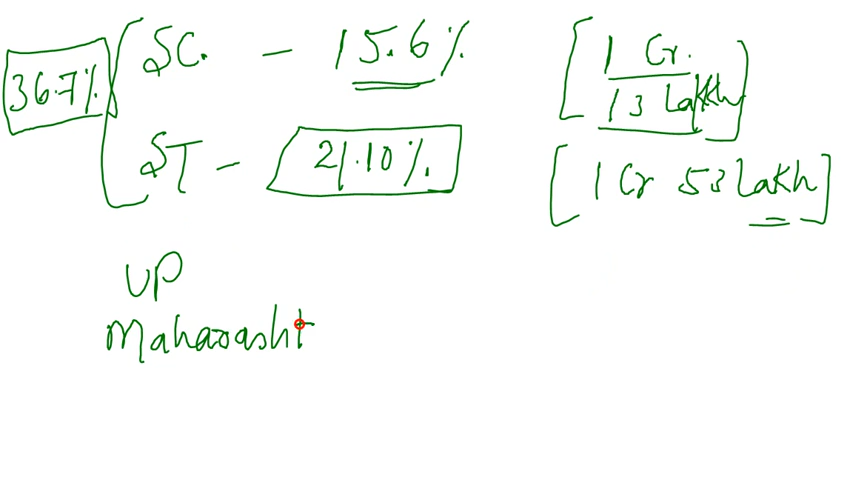 36.7%
SC. - 15.6%
[1 Cr.
13 Lakh]
ST - 21.10%.
[1 Cr 53 Lakh]
UP
Maharasht